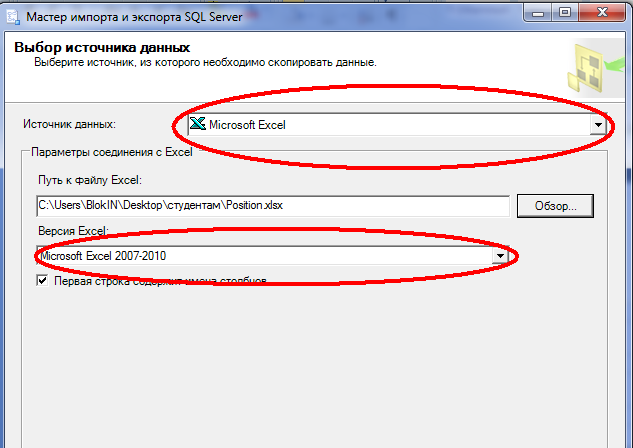 Мастер импорта и экспорта SQL Server
Выбор источника данных
Выберите источник, из которого необходимо скопировать данные.
Источник данных:
Microsoft Excel
Параметры соединения с Excel
Путь к файлу Excel:
C:\Users\BlokIN\Desktop\студентам\Position.xlsx
Обзор...
Версия Excel:
Microsoft Excel 2007-2010
Первая строка содержит имена столбцов